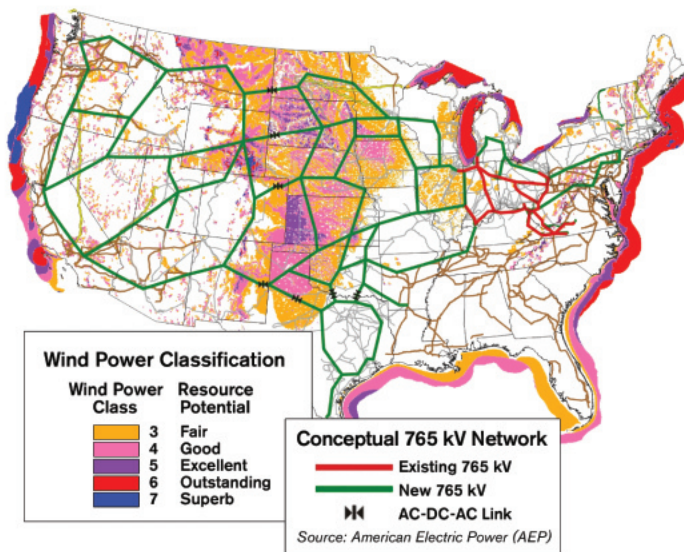 Wind Power Classification
Wind Power Resource
Class Potential
3 Fair
4 Good
5 Excellent
6 Outstanding
7 Superb
Conceptual 765 kV Network
Existing 765 kV
New 765 kV
AC-DC-AC Link
Source: American Electric Power (AEP)